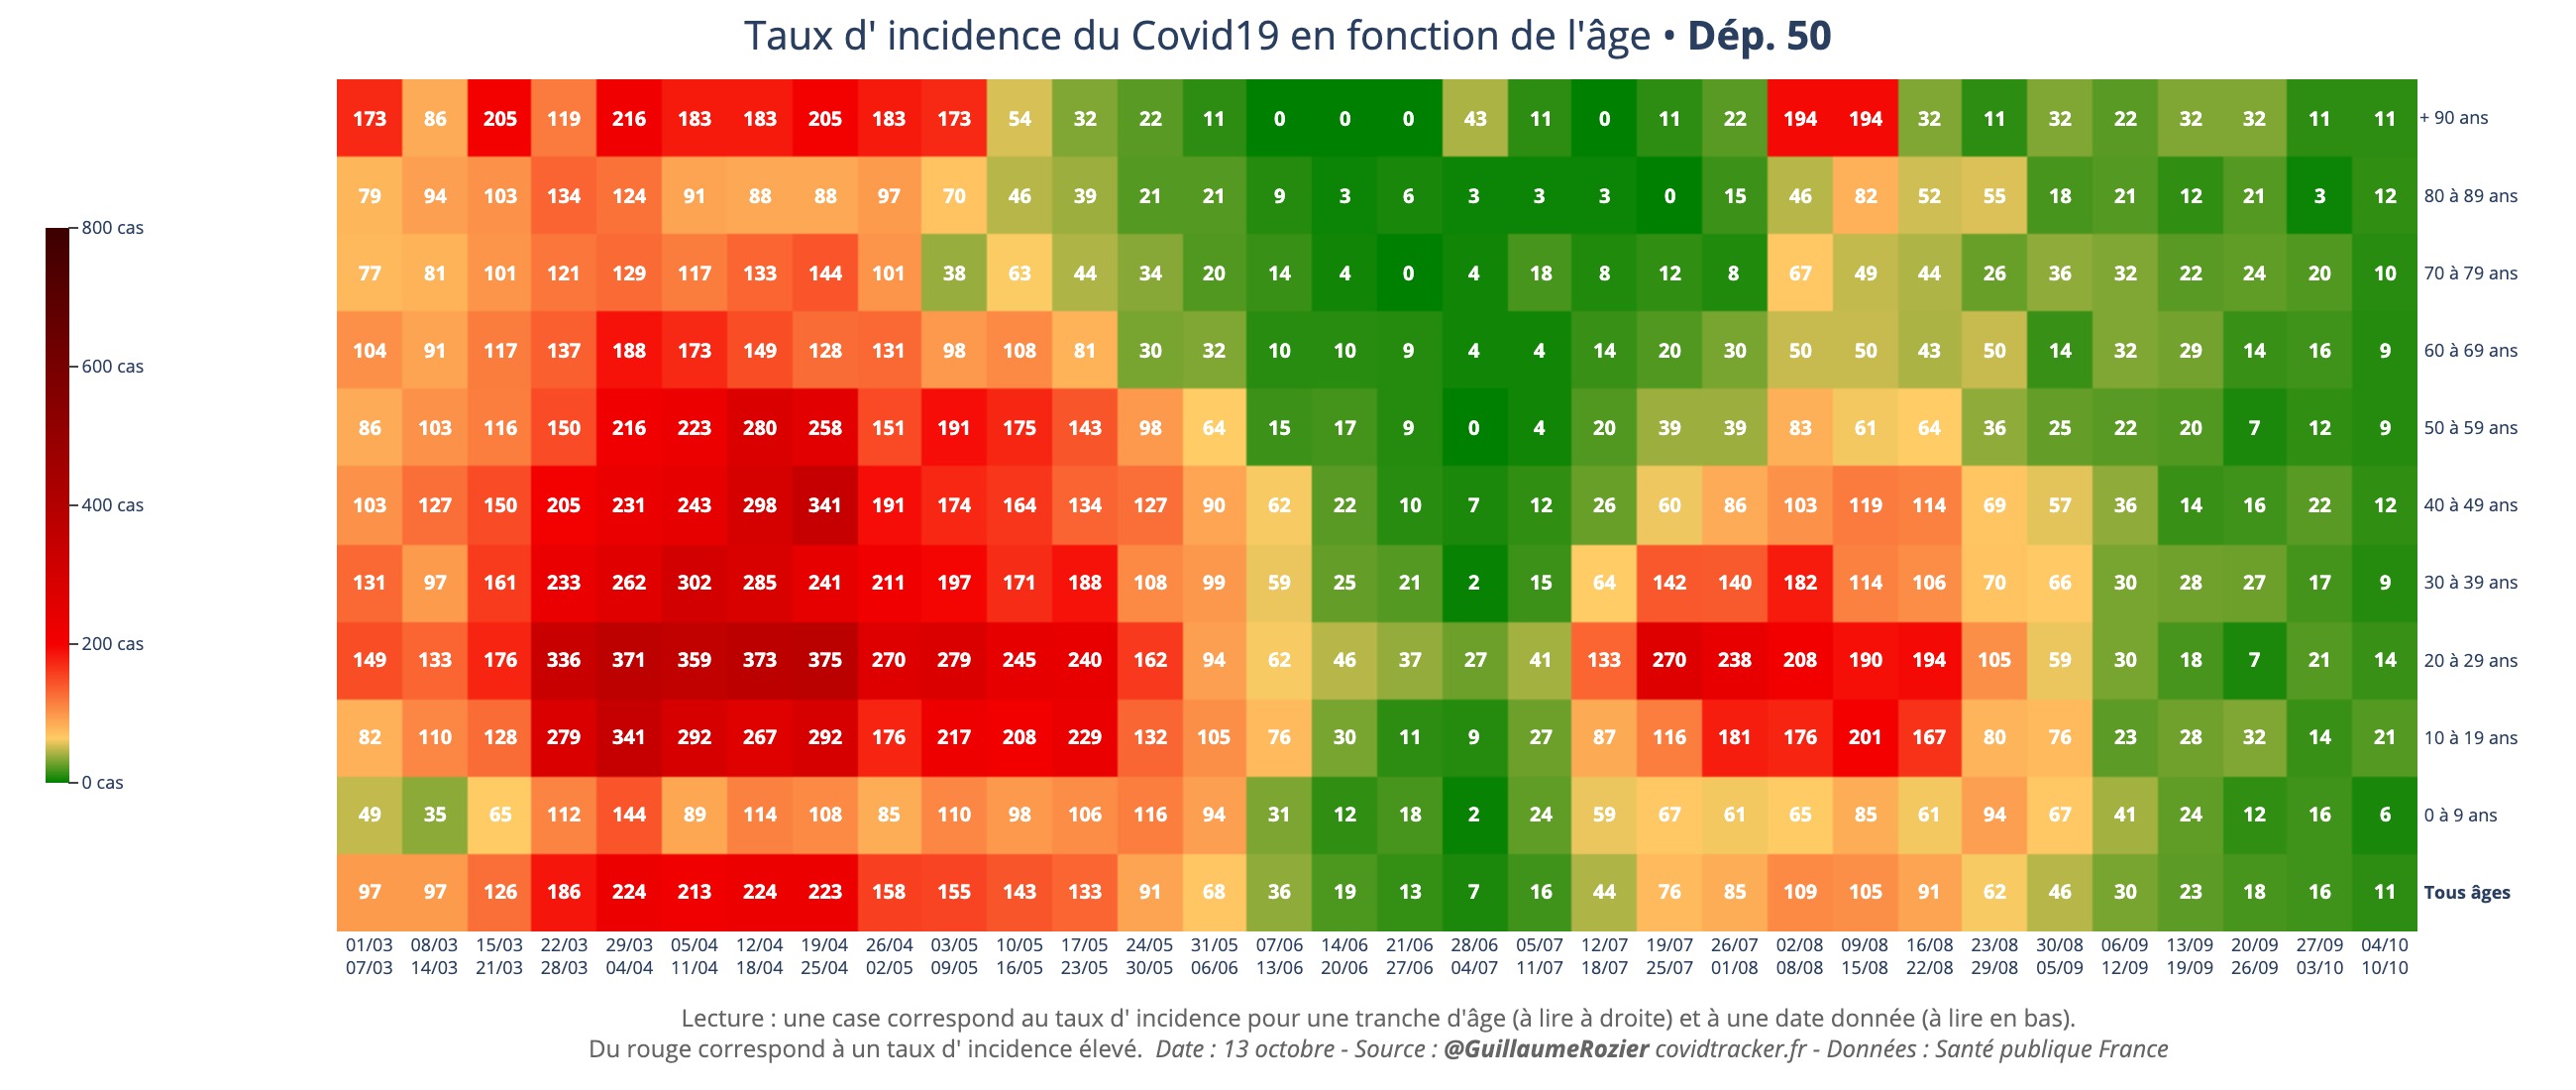 Taux d' incidence du Covid19 en fonction de l'âge • Dép. 50
173 86 205 119 216 183 183 205 183 173 54 32 22 11 0 0 0 43 11 0 11 22 194 194 32 11 32 22 32 32 11 11 + 90 ans
79 94 103 134 124 91 88 88 97 70 46 39 21 21 9 3 6 3 3 3 0 15 46 82 52 55 18 21 12 21 3 12 80 à 89 ans
800 cas
77 81 101 121 129 117 133 144 101 38 63 44 34 20 14 4 0 4 18 8 12 8 67 49 44 26 36 32 22 24 20 10 70 à 79 ans
104 91 117 137 188 173 149 128 131 98 108 81 30 32 10 10 9 4 4 14 20 30 50 50 43 50 14 32 29 14 16 9 60 à 69 ans
600 cas
86 103 116 150 216 223 280 258 151 191 175 143 98 64 15 17 9 0 4 20 39 39 83 61 64 36 25 22 20 7 12 9 50 à 59 ans
400 cas
103 127 150 205 231 243 298 341 191 174 164 134 127 90 62 22 10 7 12 26 60 86 103 119 114 69 57 36 14 16 22 12 40 à 49 ans
131 97 161 233 262 302 285 241 211 197 171 188 108 99 59 25 21 2 15 64 142 140 182 114 106 70 66 30 28 27 17 9 30 à 39 ans
200 cas
149 133 176 336 371 359 373 375 270 279 245 240 162 94 62 46 37 27 41 133 270 238 208 190 194 105 59 30 18 7 21 14 20 à 29 ans
82 110 128 279 341 292 267 292 176 217 208 229 132 105 76 30 11 9 27 87 116 181 176 201 167 80 76 23 28 32 14 21 10 à 19 ans
0 cas
49 35 65 112 144 89 114 108 85 110 98 106 116 94 31 12 18 2 24 59 67 61 65 85 61 94 67 41 24 12 16 6 0 à 9 ans
97 97 126 186 224 213 224 223 158 155 143 133 91 68 36 19 13 7 16 44 76 85 109 105 91 62 46 30 23 18 16 11 Tous âges
01/03 08/03 15/03 22/03 29/03 05/04 12/04 19/04 26/04 03/05 10/05 17/05 24/05 31/05 07/06 14/06 21/06 28/06 05/07 12/07 19/07 26/07 02/08 09/08 16/08 23/08 30/08 06/09 13/09 20/09 27/09 04/10
07/03 14/03 21/03 28/03 04/04 11/04 18/04 25/04 02/05 09/05 16/05 23/05 30/05 06/06 13/06 20/06 27/06 04/07 11/07 18/07 25/07 01/08 08/08 15/08 22/08 29/08 05/09 12/09 19/09 26/09 03/10 10/10
Lecture : une case correspond au taux d' incidence pour une tranche d'âge (à lire à droite) et à une date donnée (à lire en bas).
Du rouge correspond à un taux d' incidence élevé. Date : 13 octobre - Source : @GuillaumeRozier covidtracker.fr - Données : Santé publique France